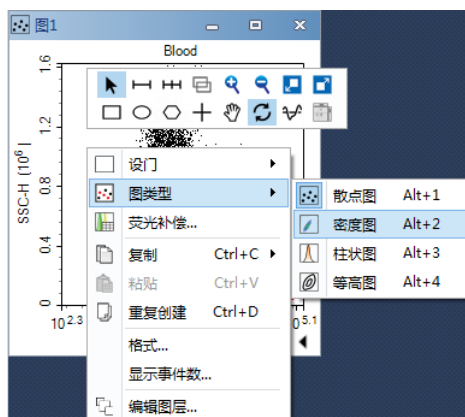 图1
Blood
1.6
1.2
0.8
0.4
0
SSC-H [10^6 ]
10^2.3
10^5.1
设门
图类型
荧光补偿...
复制 Ctrl+C
粘贴 Ctrl+V
重复创建 Ctrl+D
格式...
显示事件数...
编辑图层...
散点图 Alt+1
密度图 Alt+2
柱状图 Alt+3
等高图 Alt+4